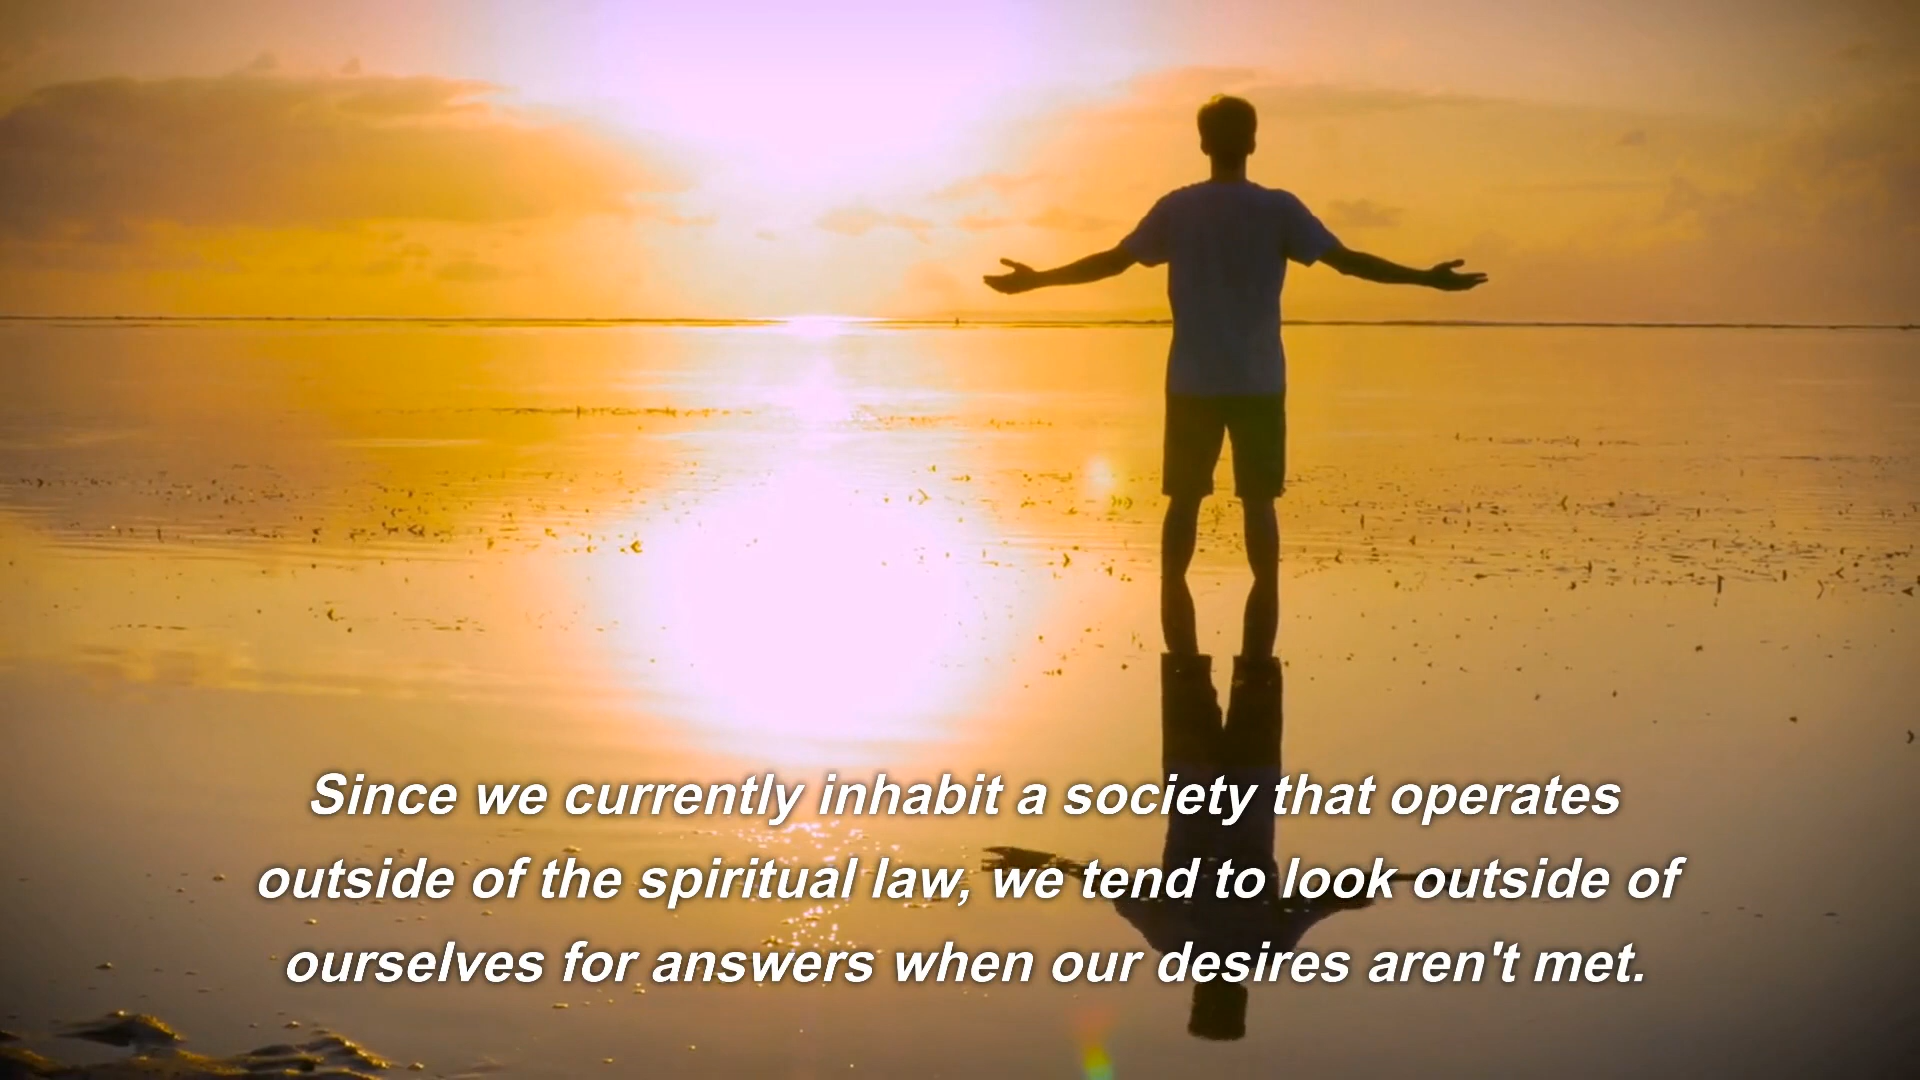 Since we currently inhabit a society that operates
outside of the spiritual law, we tend to look outside of
ourselves for answers when our desires aren't met.